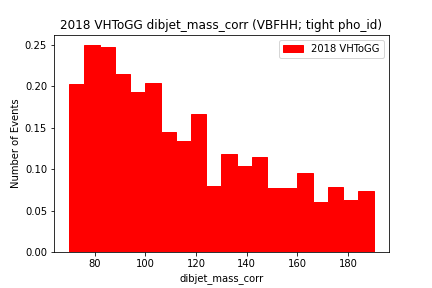 2018 VHToGG dibjet_mass_corr (VBFHH; tight pho_id)
2018 VHToGG
Number of Events
0.25
0.20
0.15
0.10
0.05
0.00
80 100 120 140 160 180
dibjet_mass_corr